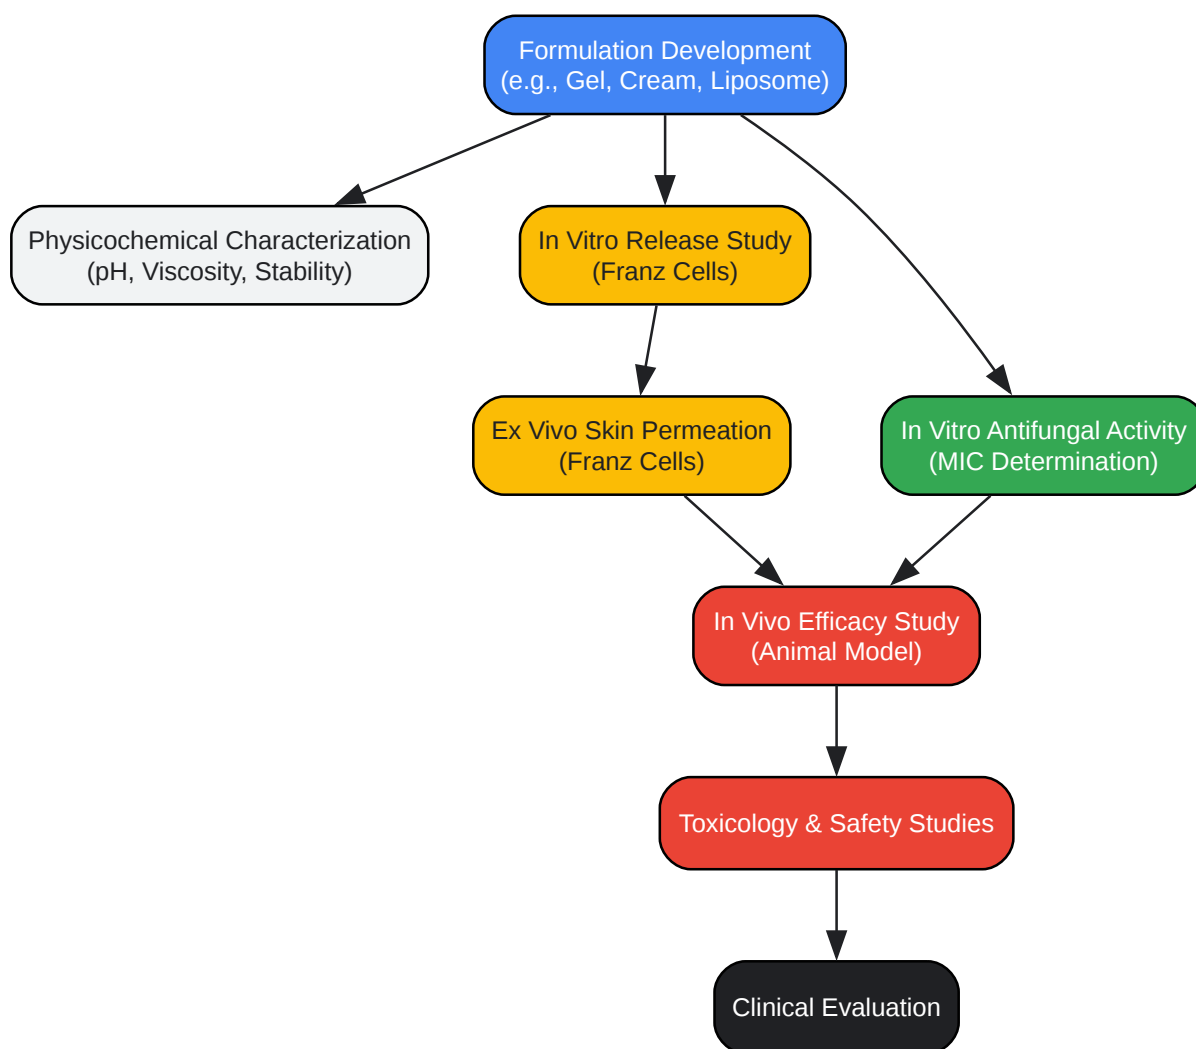 Formulation Development
(e.g., Gel, Cream, Liposome)
Physicochemical Characterization
(pH, Viscosity, Stability)
In Vitro Release Study
(Franz Cells)
Ex Vivo Skin Permeation
(Franz Cells)
In Vitro Antifungal Activity
(MIC Determination)
In Vivo Efficacy Study
(Animal Model)
Toxicology & Safety Studies
Clinical Evaluation